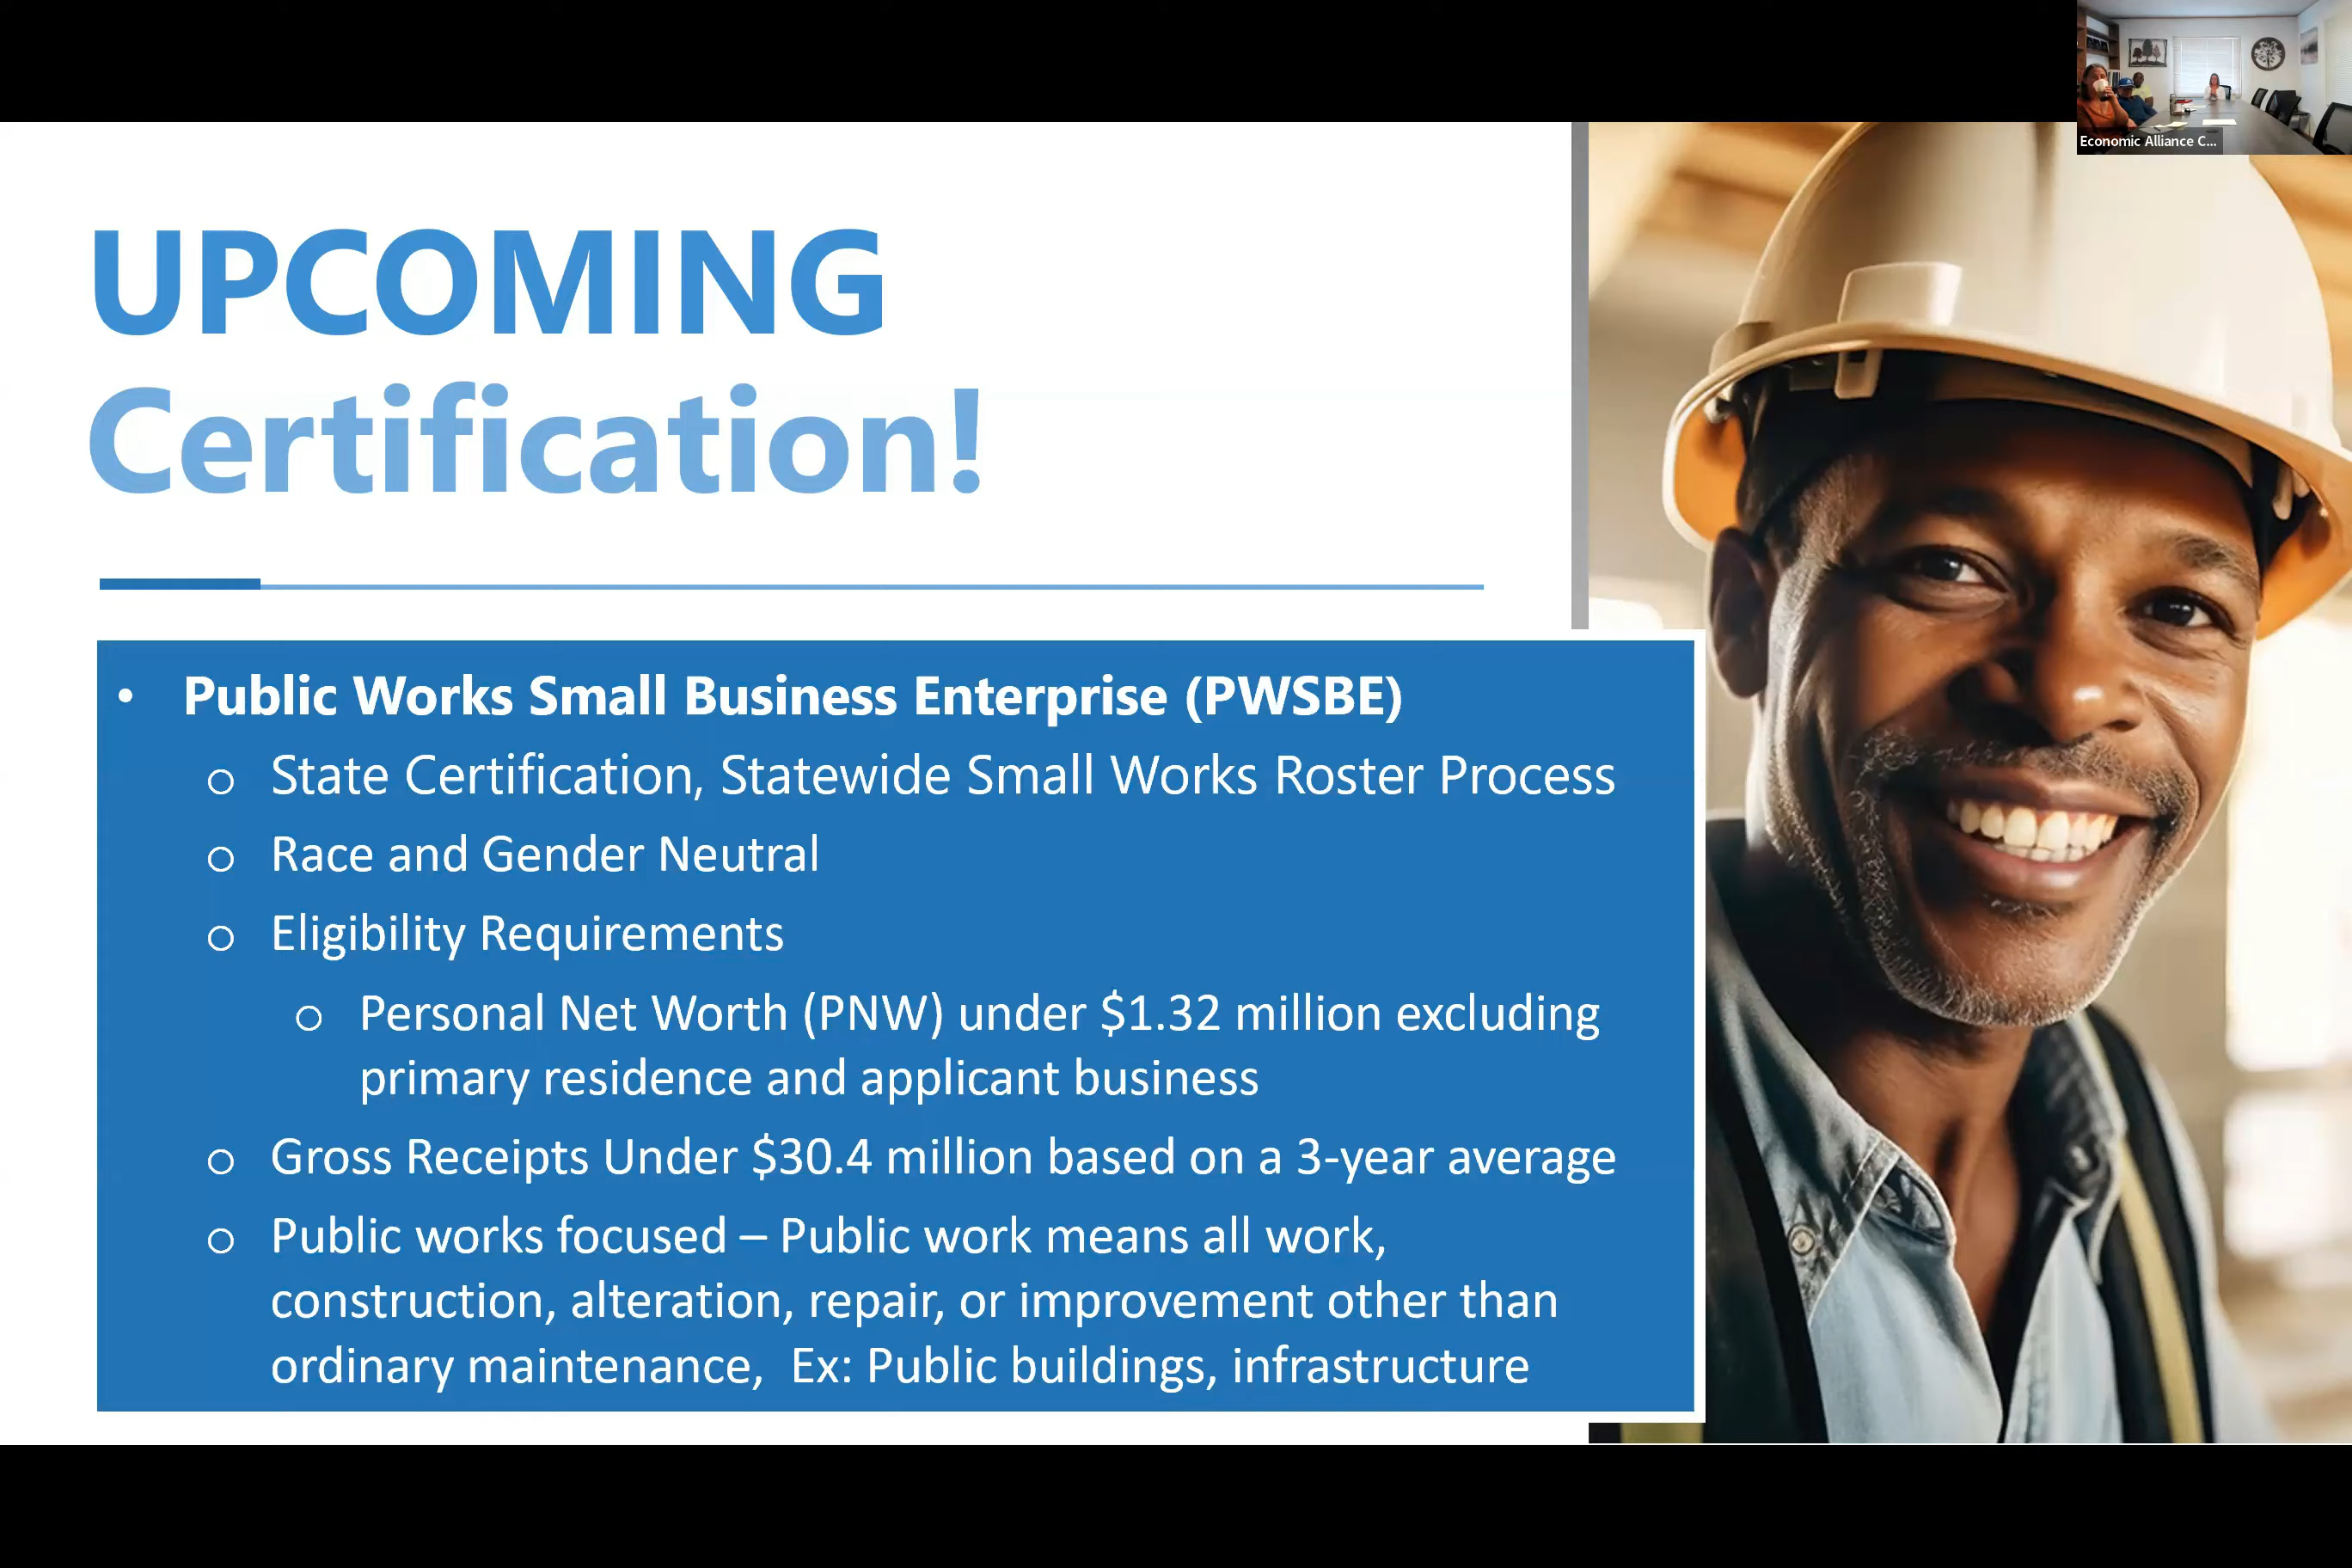 Economic Alliance C...
UPCOMING
Certification!
• Public Works Small Business Enterprise (PWSBE)
o State Certification, Statewide Small Works Roster Process
o Race and Gender Neutral
o Eligibility Requirements
o Personal Net Worth (PNW) under $1.32 million excluding
primary residence and applicant business
o Gross Receipts Under $30.4 million based on a 3-year average
o Public works focused – Public work means all work,
construction, alteration, repair, or improvement other than
ordinary maintenance,  Ex: Public buildings, infrastructure